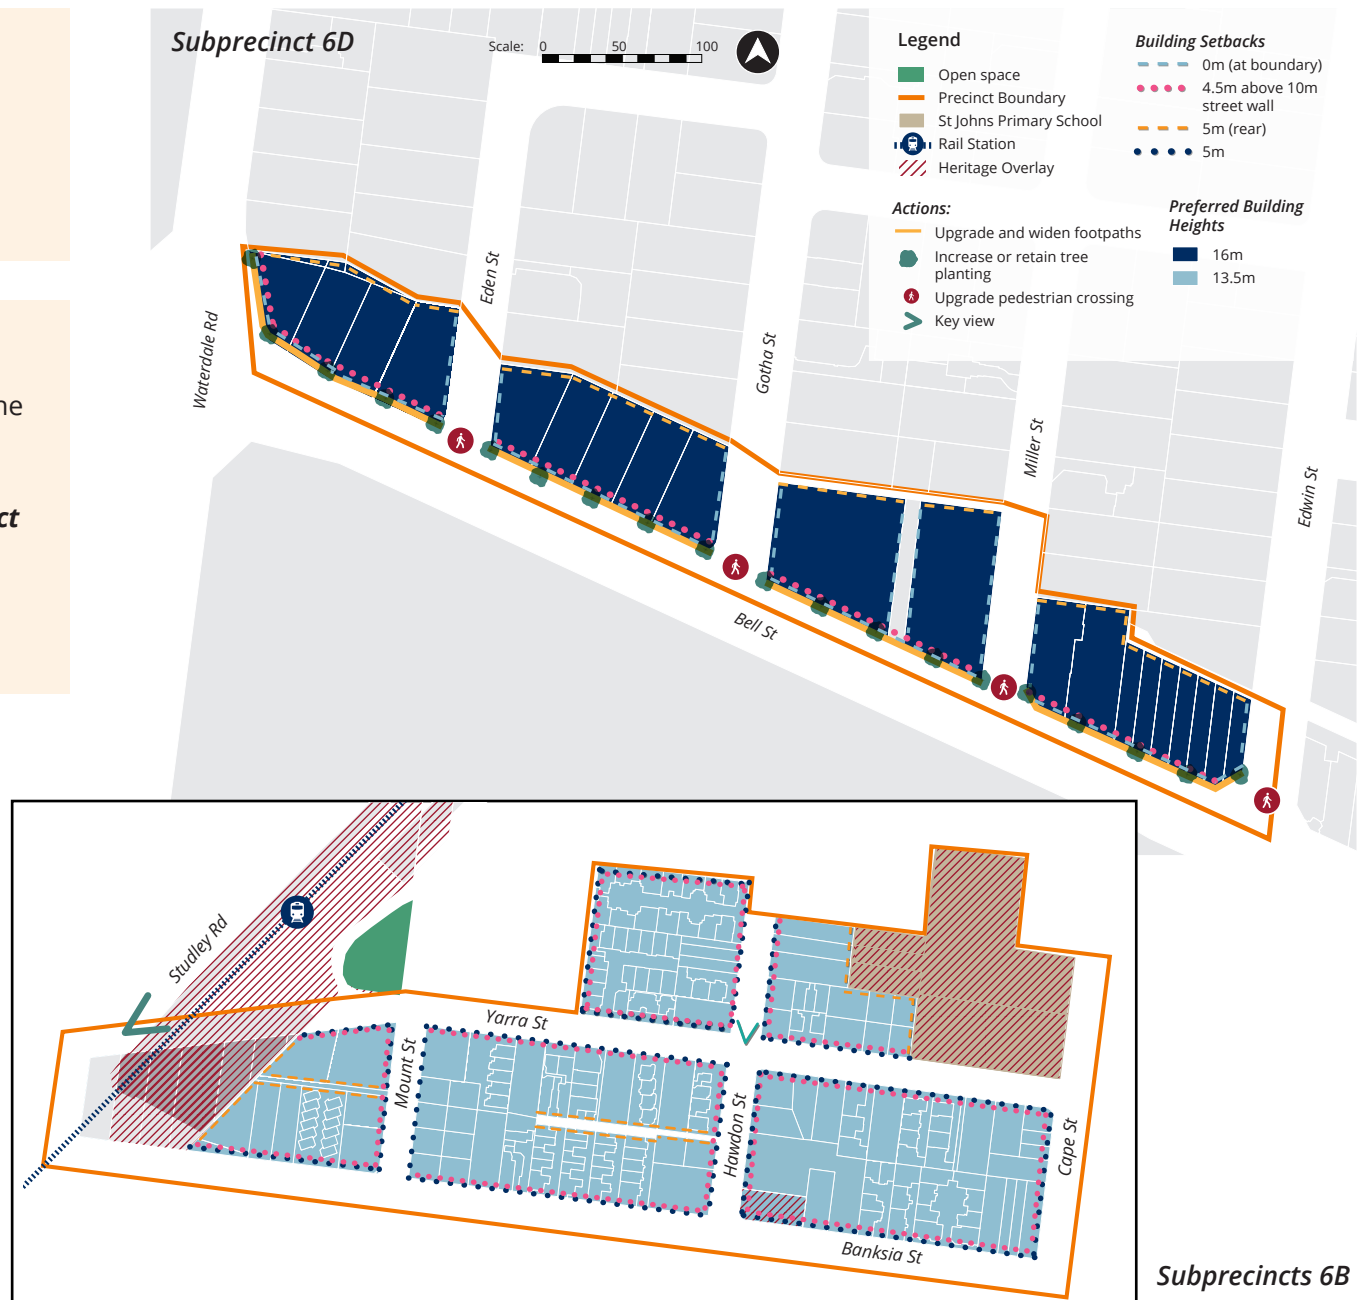 Subprecinct 6D
Scale: 0 50 100
Legend
Open space
Precinct Boundary
St Johns Primary School
Rail Station
Heritage Overlay
Actions:
Upgrade and widen footpaths
Increase or retain tree
planting
Upgrade pedestrian crossing
Key view
Building Setbacks
0m (at boundary)
4.5m above 10m
street wall
5m (rear)
5m
Preferred Building
Heights
16m
13.5m
ct
Waterdale Rd
Eden St
Gotha St
Miller St
Edwin St
Bell St
Studley Rd
Yarra St
Mount St
Hawdon St
Cape St
Banksia St
Subprecincts 6B